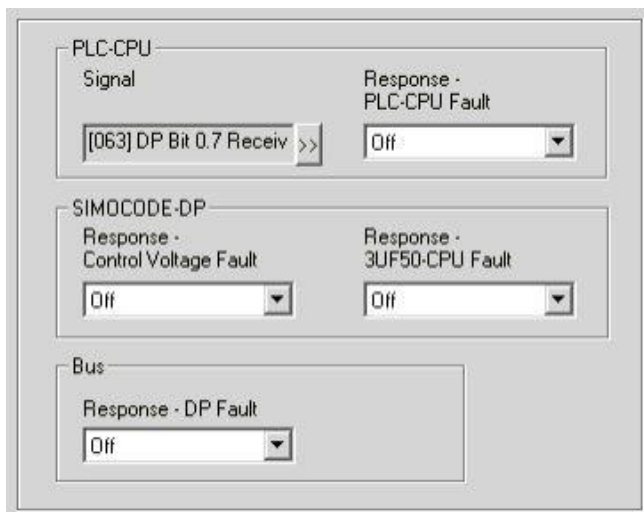 PLC-CPU
Signal
Response -
PLC-CPU Fault
[063] DP Bit 0.7 Receiv >>
Off
SIMOCODE-DP
Response -
Control Voltage Fault
Response -
3UF50-CPU Fault
Off
Off
Bus
Response - DP Fault
Off